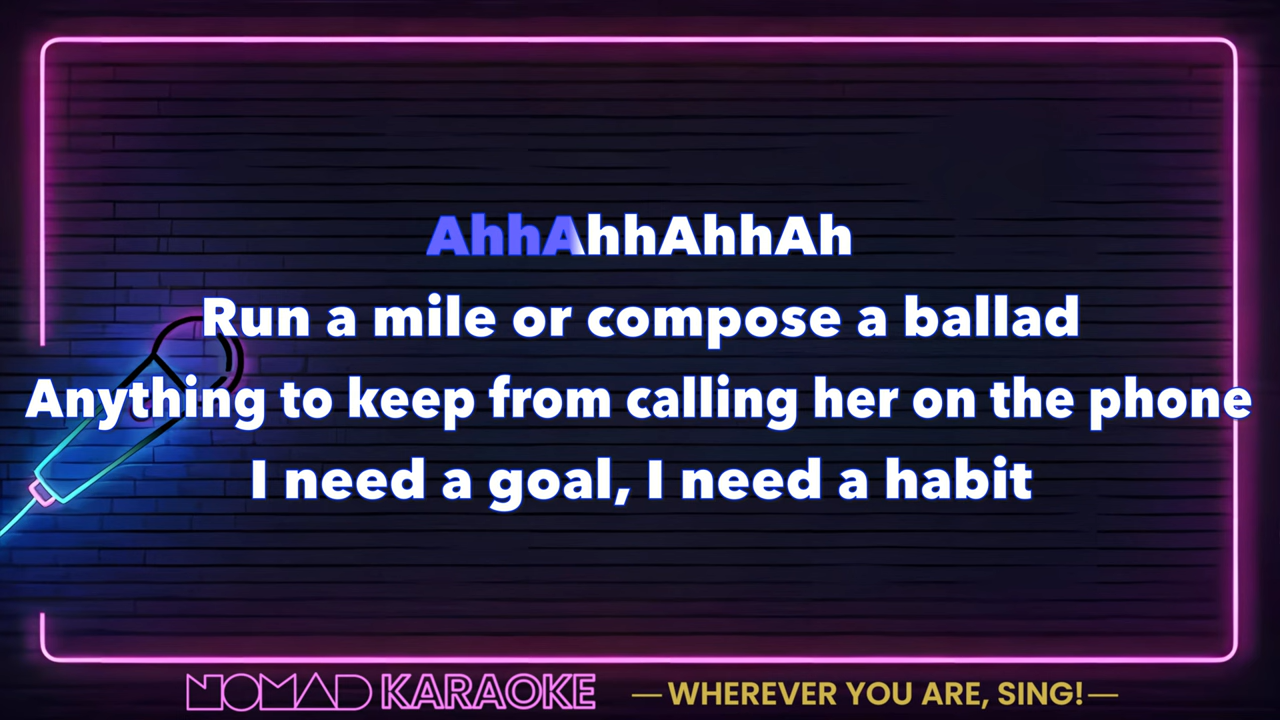 AhhAhhAhhAh
Run a mile or compose a ballad
Anything to keep from calling her on the phone
I need a goal, I need a habit
NOMAD KARAOKE — WHEREVER YOU ARE, SING! —